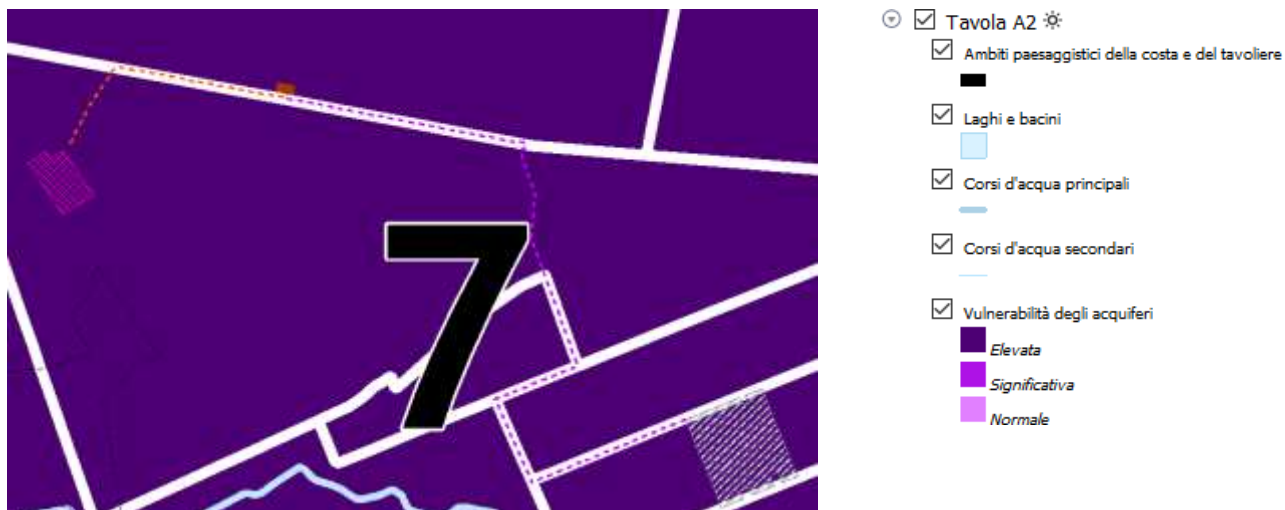 7
Tavola A2
Ambiti paesaggistici della costa e del tavoliere
Laghi e bacini
Corsi d'acqua principali
Corsi d'acqua secondari
Vulnerabilità degli acquiferi
Elevata
Significativa
Normale